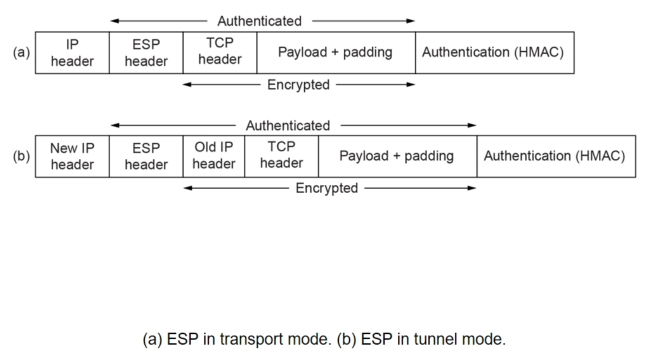 Authenticated
(a) IP header ESP header TCP header Payload + padding Authentication (HMAC)
Encrypted
Authenticated
(b) New IP header ESP header Old IP header TCP header Payload + padding Authentication (HMAC)
Encrypted
(a) ESP in transport mode. (b) ESP in tunnel mode.